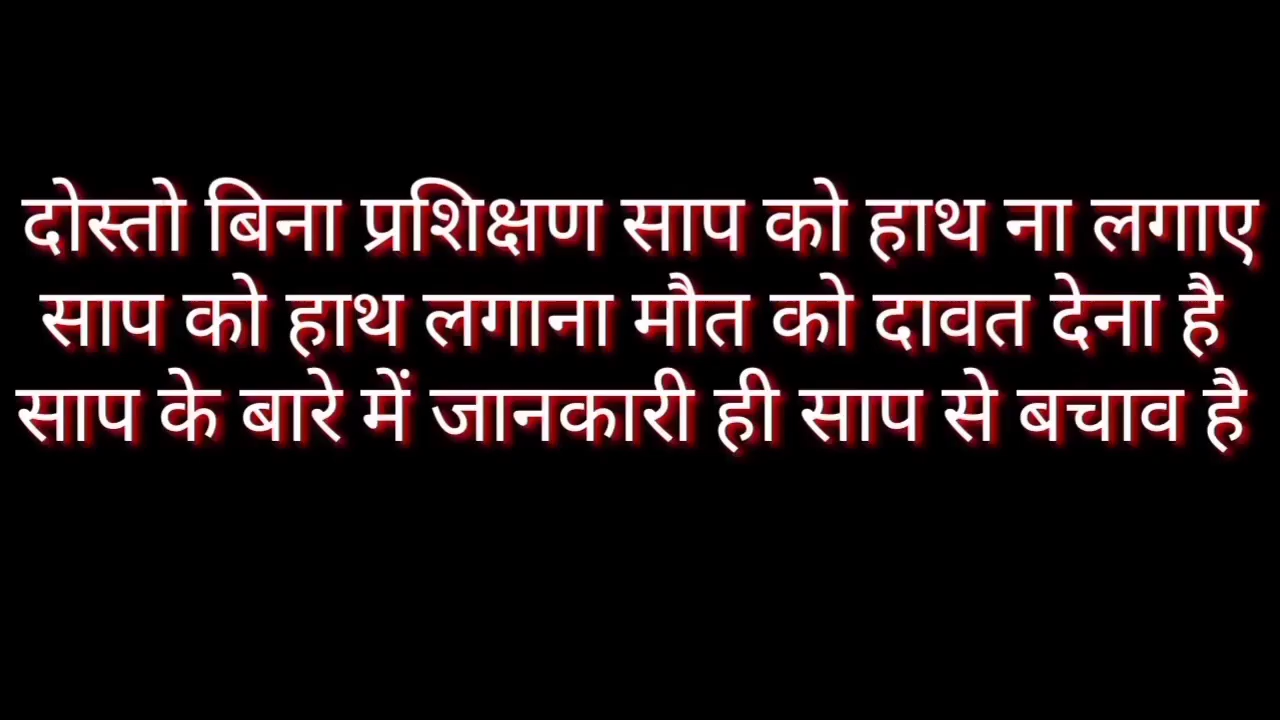 दोस्तो बिना प्रशिक्षण साप को हाथ ना लगाए
साप को हाथ लगाना मौत को दावत देना है
साप के बारे में जानकारी ही साप से बचाव है